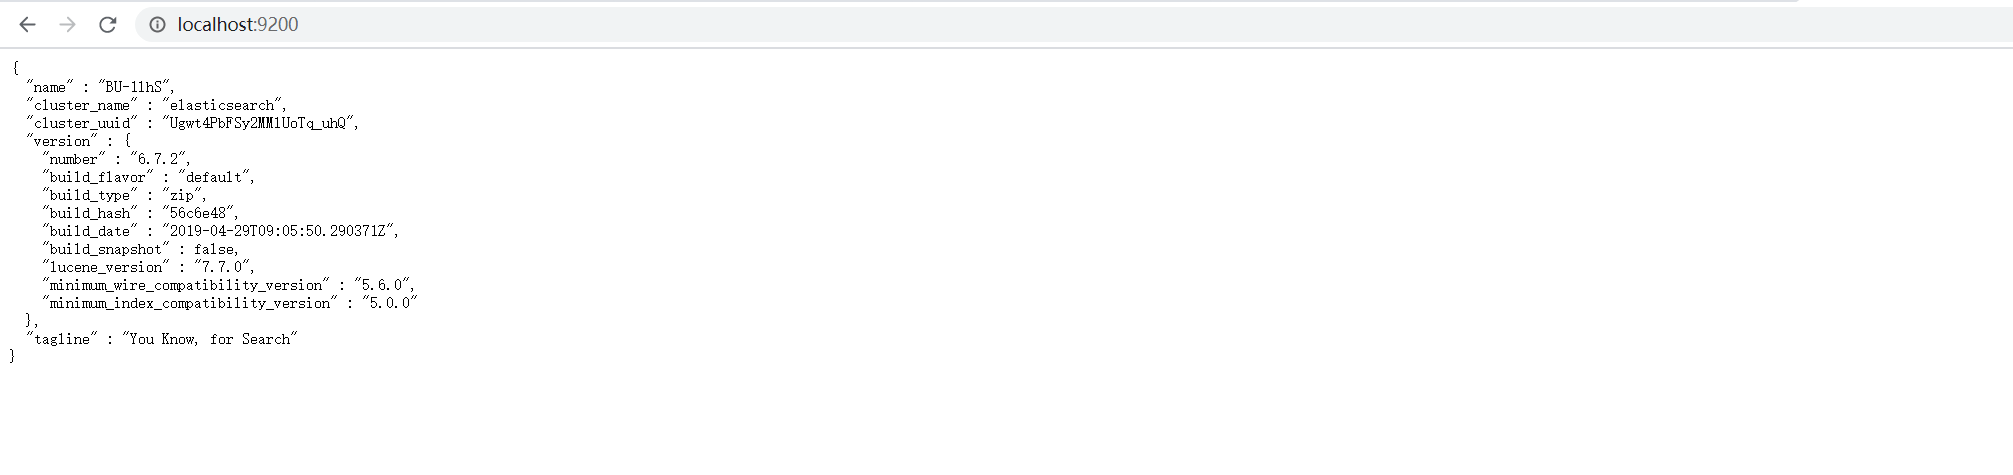 localhost:9200
{
"name" : "BU-1lhS",
"cluster_name" : "elasticsearch",
"cluster_uuid" : "Ugwt4PbFSy2MM1UoTq_uhQ",
"version" : {
"number" : "6.7.2",
"build_flavor" : "default",
"build_type" : "zip",
"build_hash" : "56c6e48",
"build_date" : "2019-04-29T09:05:50.290371Z",
"build_snapshot" : false,
"lucene_version" : "7.7.0",
"minimum_wire_compatibility_version" : "5.6.0",
"minimum_index_compatibility_version" : "5.0.0"
},
"tagline" : "You Know, for Search"
}